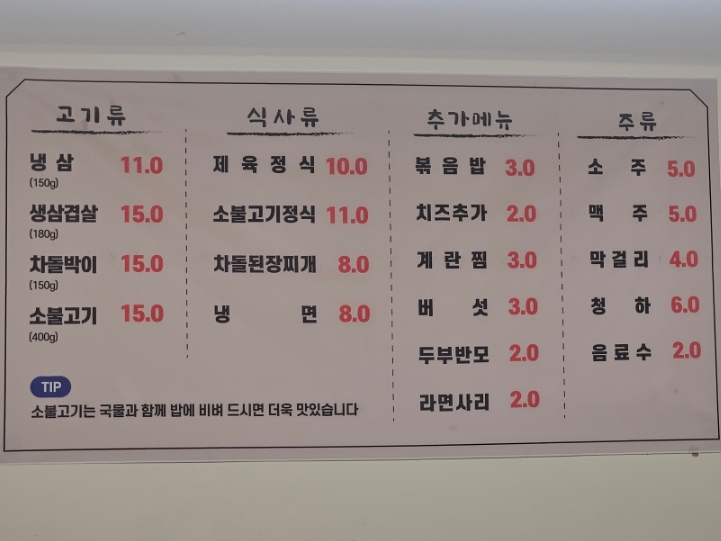 고기류
냉삼 11.0
(150g)
생삼겹살 15.0
(180g)
차돌박이 15.0
(150g)
소불고기 15.0
(400g)
식사류
제육정식 10.0
소불고기정식 11.0
차돌된장찌개 8.0
냉면 8.0
추가메뉴
볶음밥 3.0
치즈추가 2.0
계란찜 3.0
버섯 3.0
두부반모 2.0
라면사리 2.0
주류
소주 5.0
맥주 5.0
막걸리 4.0
청하 6.0
음료수 2.0
TIP
소불고기는 국물과 함께 밥에 비벼 드시면 더욱 맛있습니다